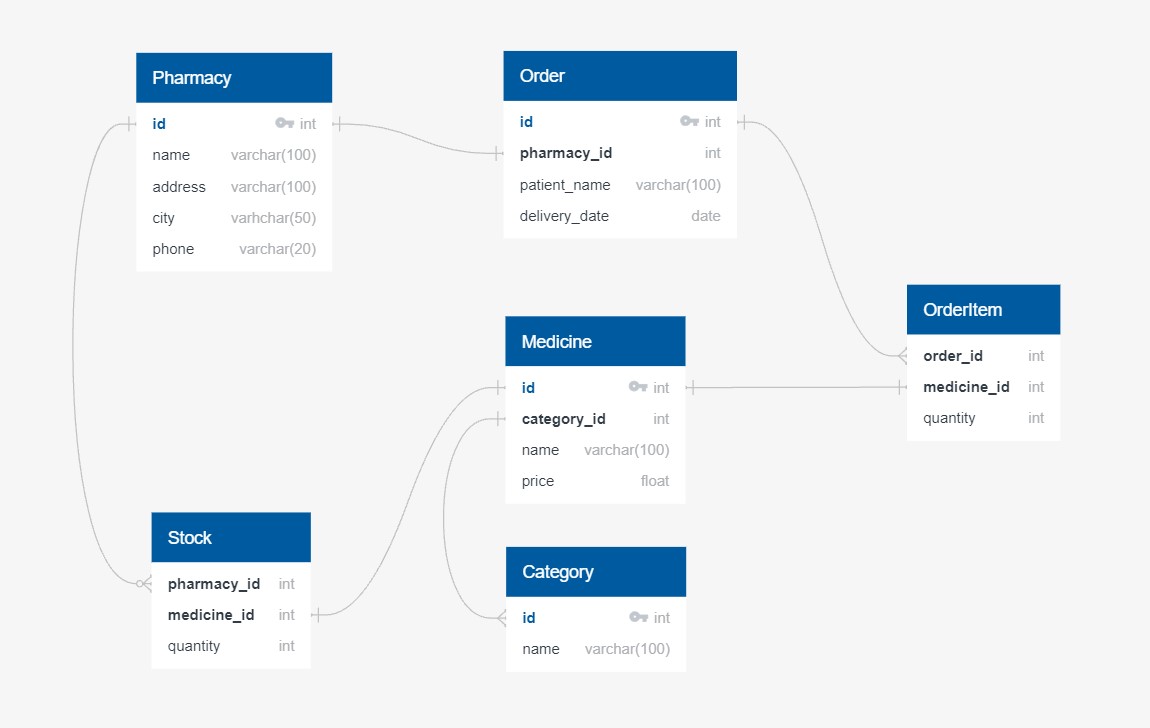 Pharmacy
id int
name varchar(100)
address varchar(100)
city varhchar(50)
phone varchar(20)
Order
id int
pharmacy_id int
patient_name varchar(100)
delivery_date date
OrderItem
order_id int
medicine_id int
quantity int
Medicine
id int
category_id int
name varchar(100)
price float
Stock
pharmacy_id int
medicine_id int
quantity int
Category
id int
name varchar(100)